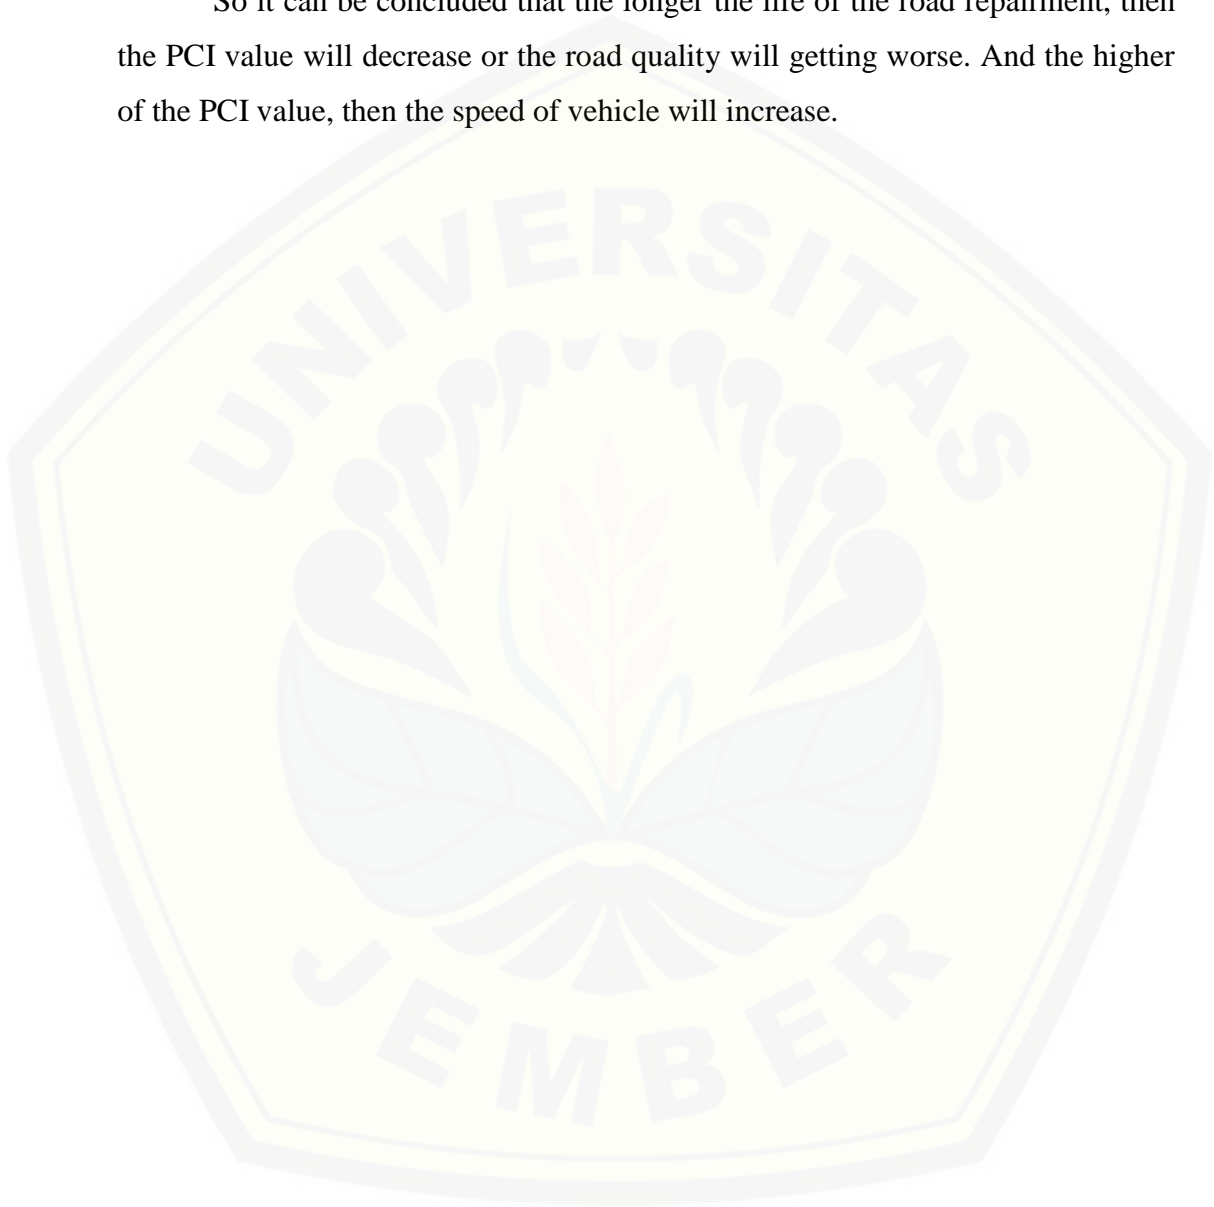 So it can be concluded that the longer the life of the road repairment, then
the PCI value will decrease or the road quality will getting worse. And the higher
of the PCI value, then the speed of vehicle will increase.
UNIVERSITAS
JEMBER